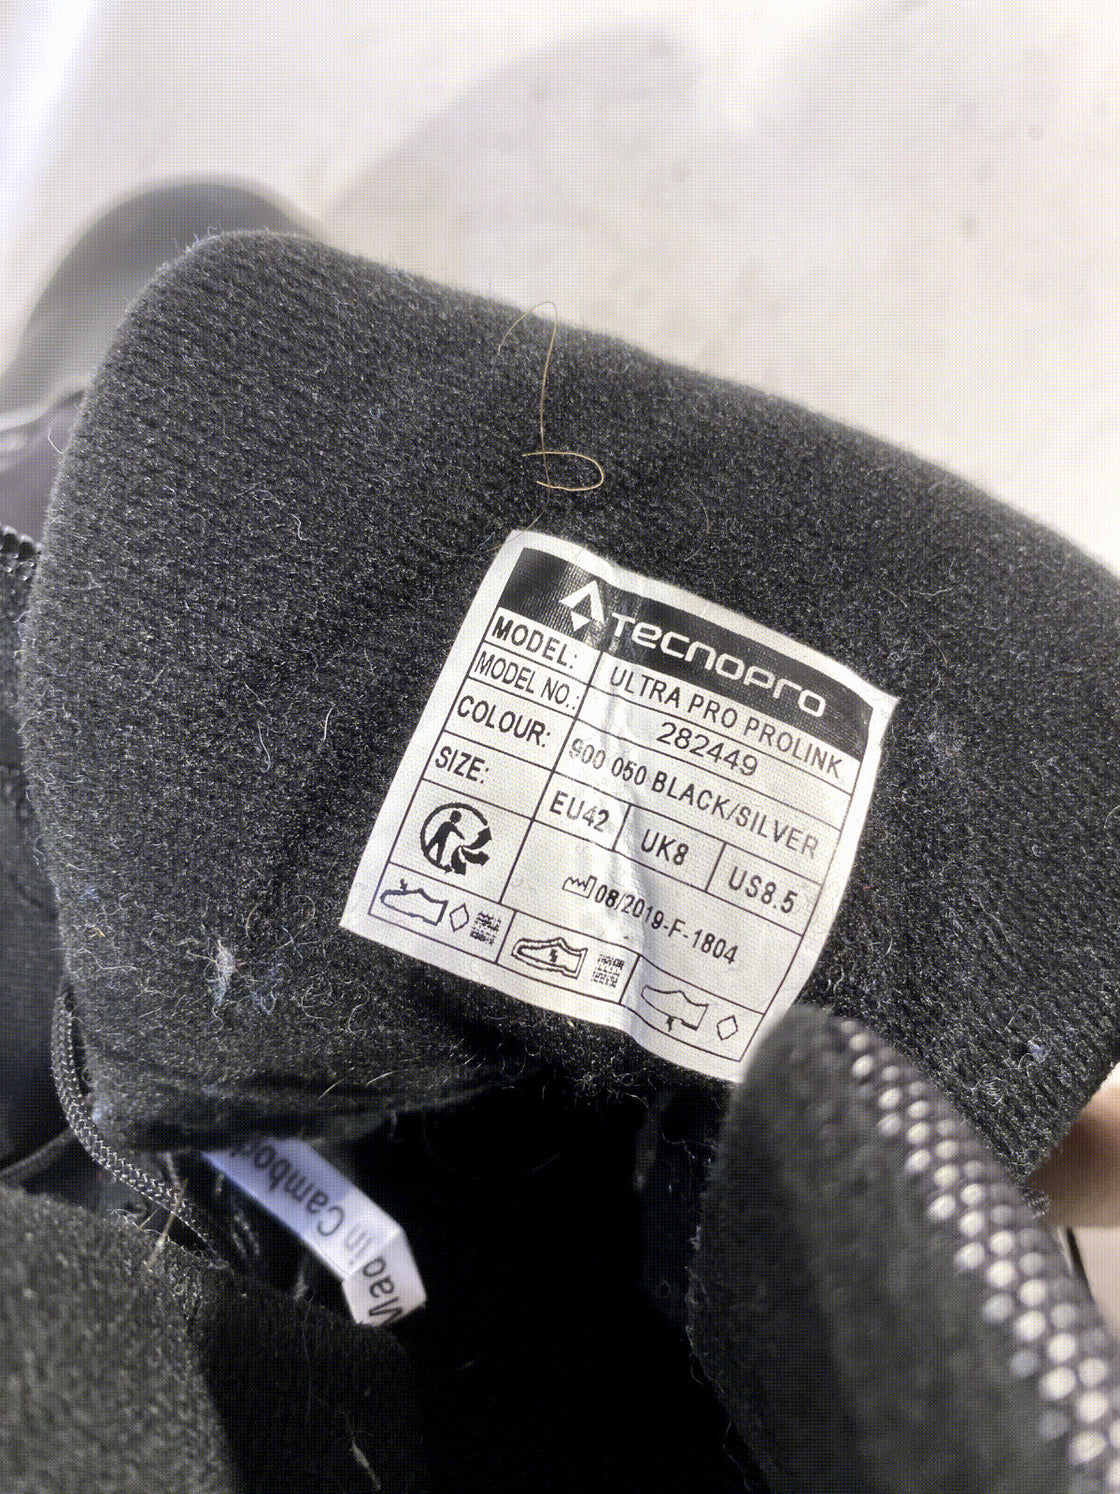 TECNOPRO
MODEL: ULTRA PRO PROLINK
MODEL NO.: 282449
COLOUR: 900 050 BLACK/SILVER
SIZE: EU42 UK8 US8.5
08/2019-F-1804
Made in